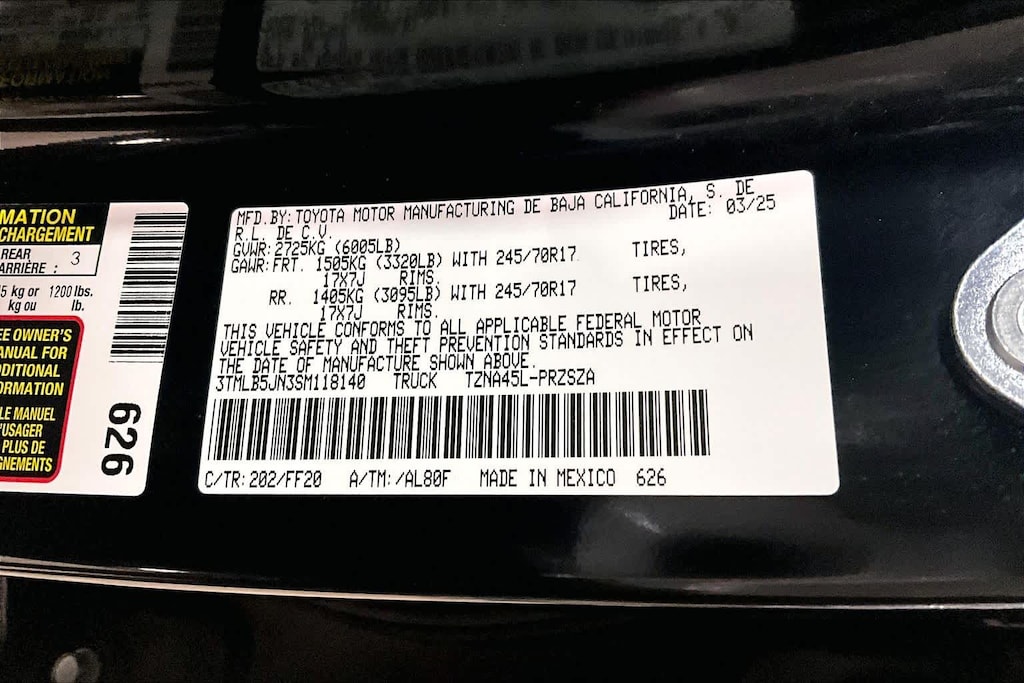 MATION
CHARGEMENT
REAR
ARRIÈRE : 3
5 kg or 1200 lbs.
kg ou lb.
EE OWNER'S
ANUAL FOR
DITIONAL
ORMATION
LE MANUEL
'USAGER
PLUS DE
GNEMENTS
626
MFD. BY: TOYOTA MOTOR MANUFACTURING DE BAJA CALIFORNIA, S. DE
R.L. DE C.V. DATE: 03/25
GVWR: 2725KG (6005LB)
GAWR: FRT. 1505KG (3320LB) WITH 245/70R17 TIRES,
17X7J RIMS.
RR. 1405KG (3095LB) WITH 245/70R17 TIRES,
17X7J RIMS.
THIS VEHICLE CONFORMS TO ALL APPLICABLE FEDERAL MOTOR
VEHICLE SAFETY AND THEFT PREVENTION STANDARDS IN EFFECT ON
THE DATE OF MANUFACTURE SHOWN ABOVE.
3TMLB5JN3SM118140 TRUCK TZNA45L-PRZSZA
C/TR: 202/FF20 A/TM: /AL80F MADE IN MEXICO 626